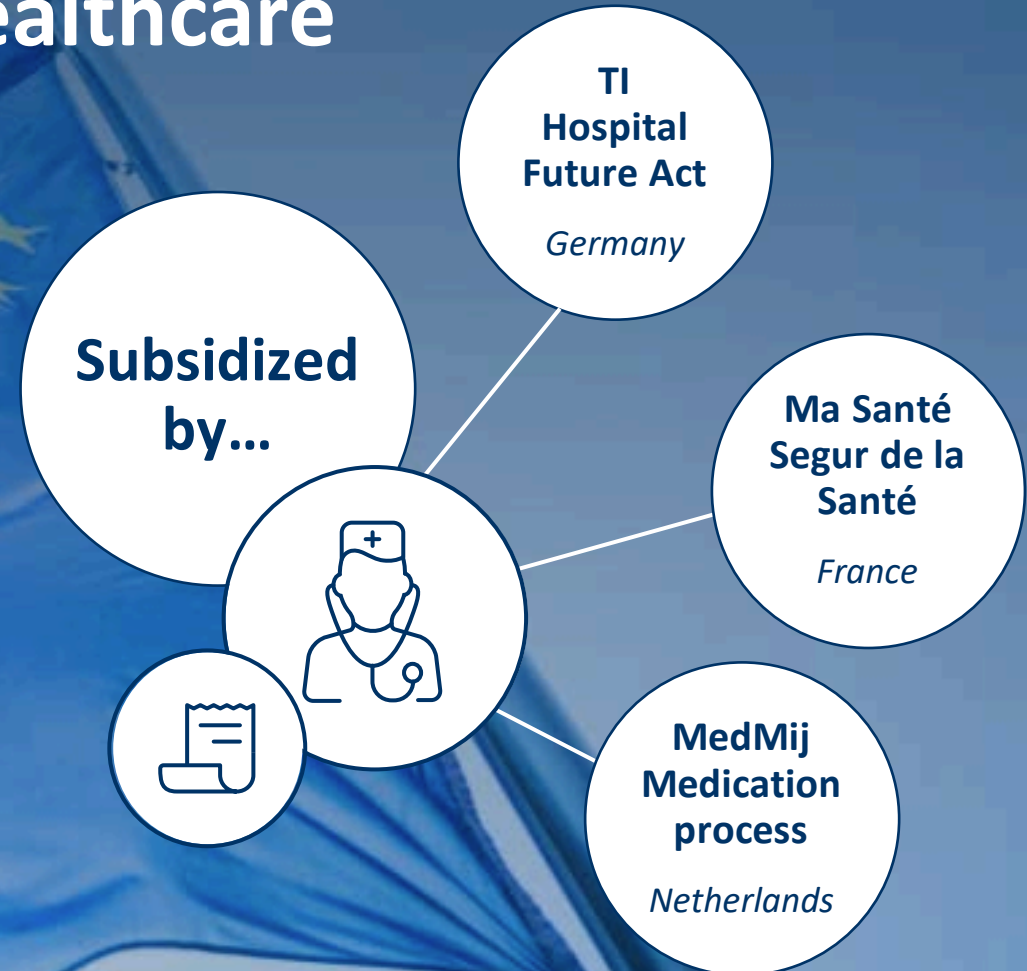 ealthcare
TI
Hospital
Future Act
Germany
Subsidized
by...
Ma Santé
Segur de la
Santé
France
MedMij
Medication
process
Netherlands